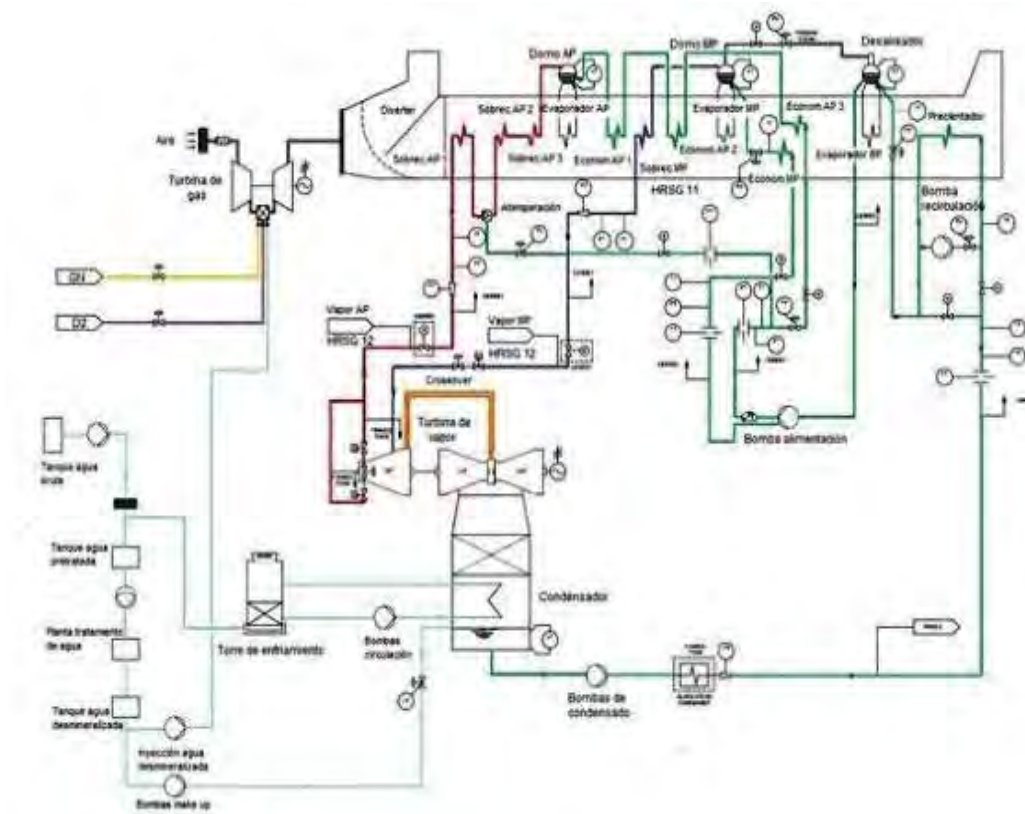 Domo AP
Domo MP
Desaireador
Diverter
Sobrec.AP 2
Evaporador AP
Evaporador MP
Econom.AP 3
Precalentador
Aire
Sobrec.AP 1
Sobrec.AP 3
Econom.AP 1
Sobrec.MP
Econom.AP 2
Econom.MP
Evaporador BP
Turbina de
gas
HRSG 11
Bomba
recirculación
Atemperación
GN
D2
Vapor AP
HRSG 12
Vapor MP
HRSG 12
Crossover
Turbina de
vapor
Bomba alimentación
Tanque agua
bruta
Tanque agua
pretratada
Planta tratamiento
de agua
Torre de enfriamiento
Bombas
circulación
Condensador
Bombas de
condensado
Tanque agua
desmineralizada
Inyección agua
desmineralizada
Bombas make up